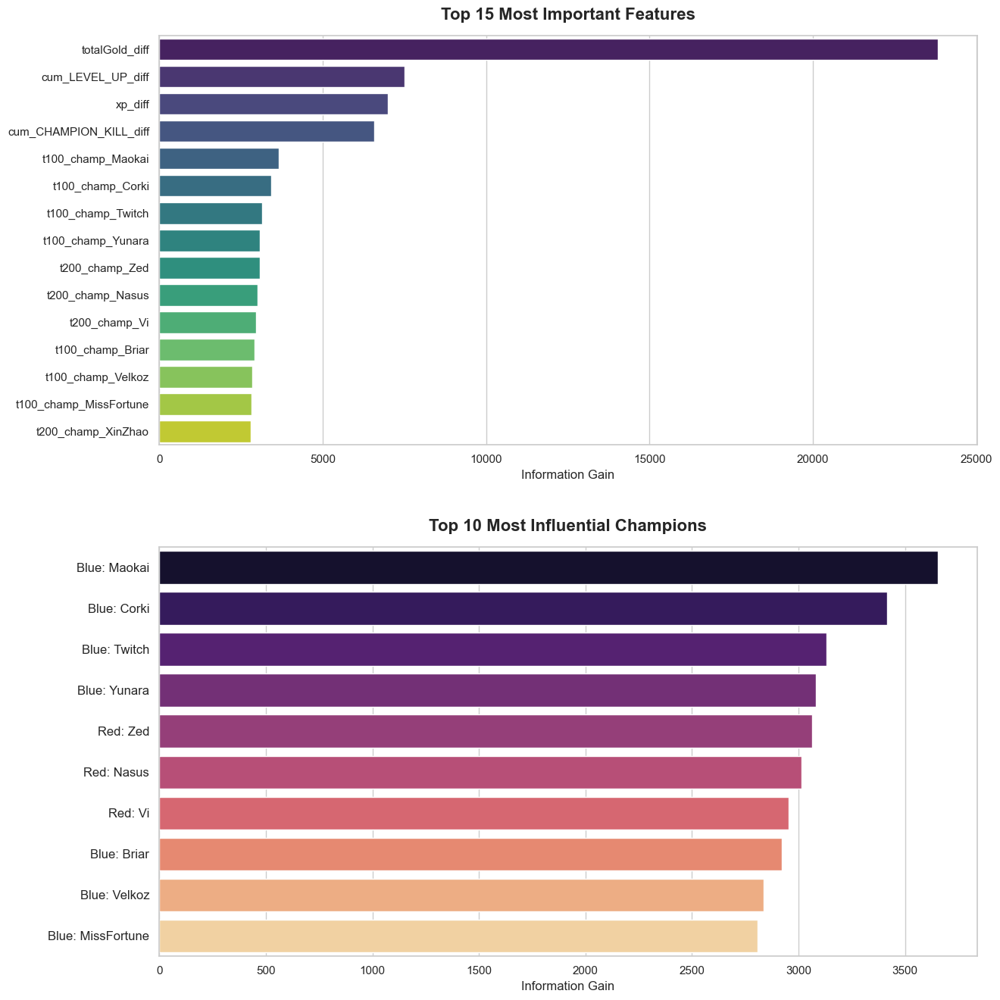 Top 15 Most Important Features
totalGold_diff
cum_LEVEL_UP_diff
xp_diff
cum_CHAMPION_KILL_diff
t100_champ_Maokai
t100_champ_Corki
t100_champ_Twitch
t100_champ_Yunara
t200_champ_Zed
t200_champ_Nasus
t200_champ_Vi
t100_champ_Briar
t100_champ_Velkoz
t100_champ_MissFortune
t200_champ_XinZhao
0 5000 10000 15000 20000 25000
Information Gain
Top 10 Most Influential Champions
Blue: Maokai
Blue: Corki
Blue: Twitch
Blue: Yunara
Red: Zed
Red: Nasus
Red: Vi
Blue: Briar
Blue: Velkoz
Blue: MissFortune
0 500 1000 1500 2000 2500 3000 3500
Information Gain